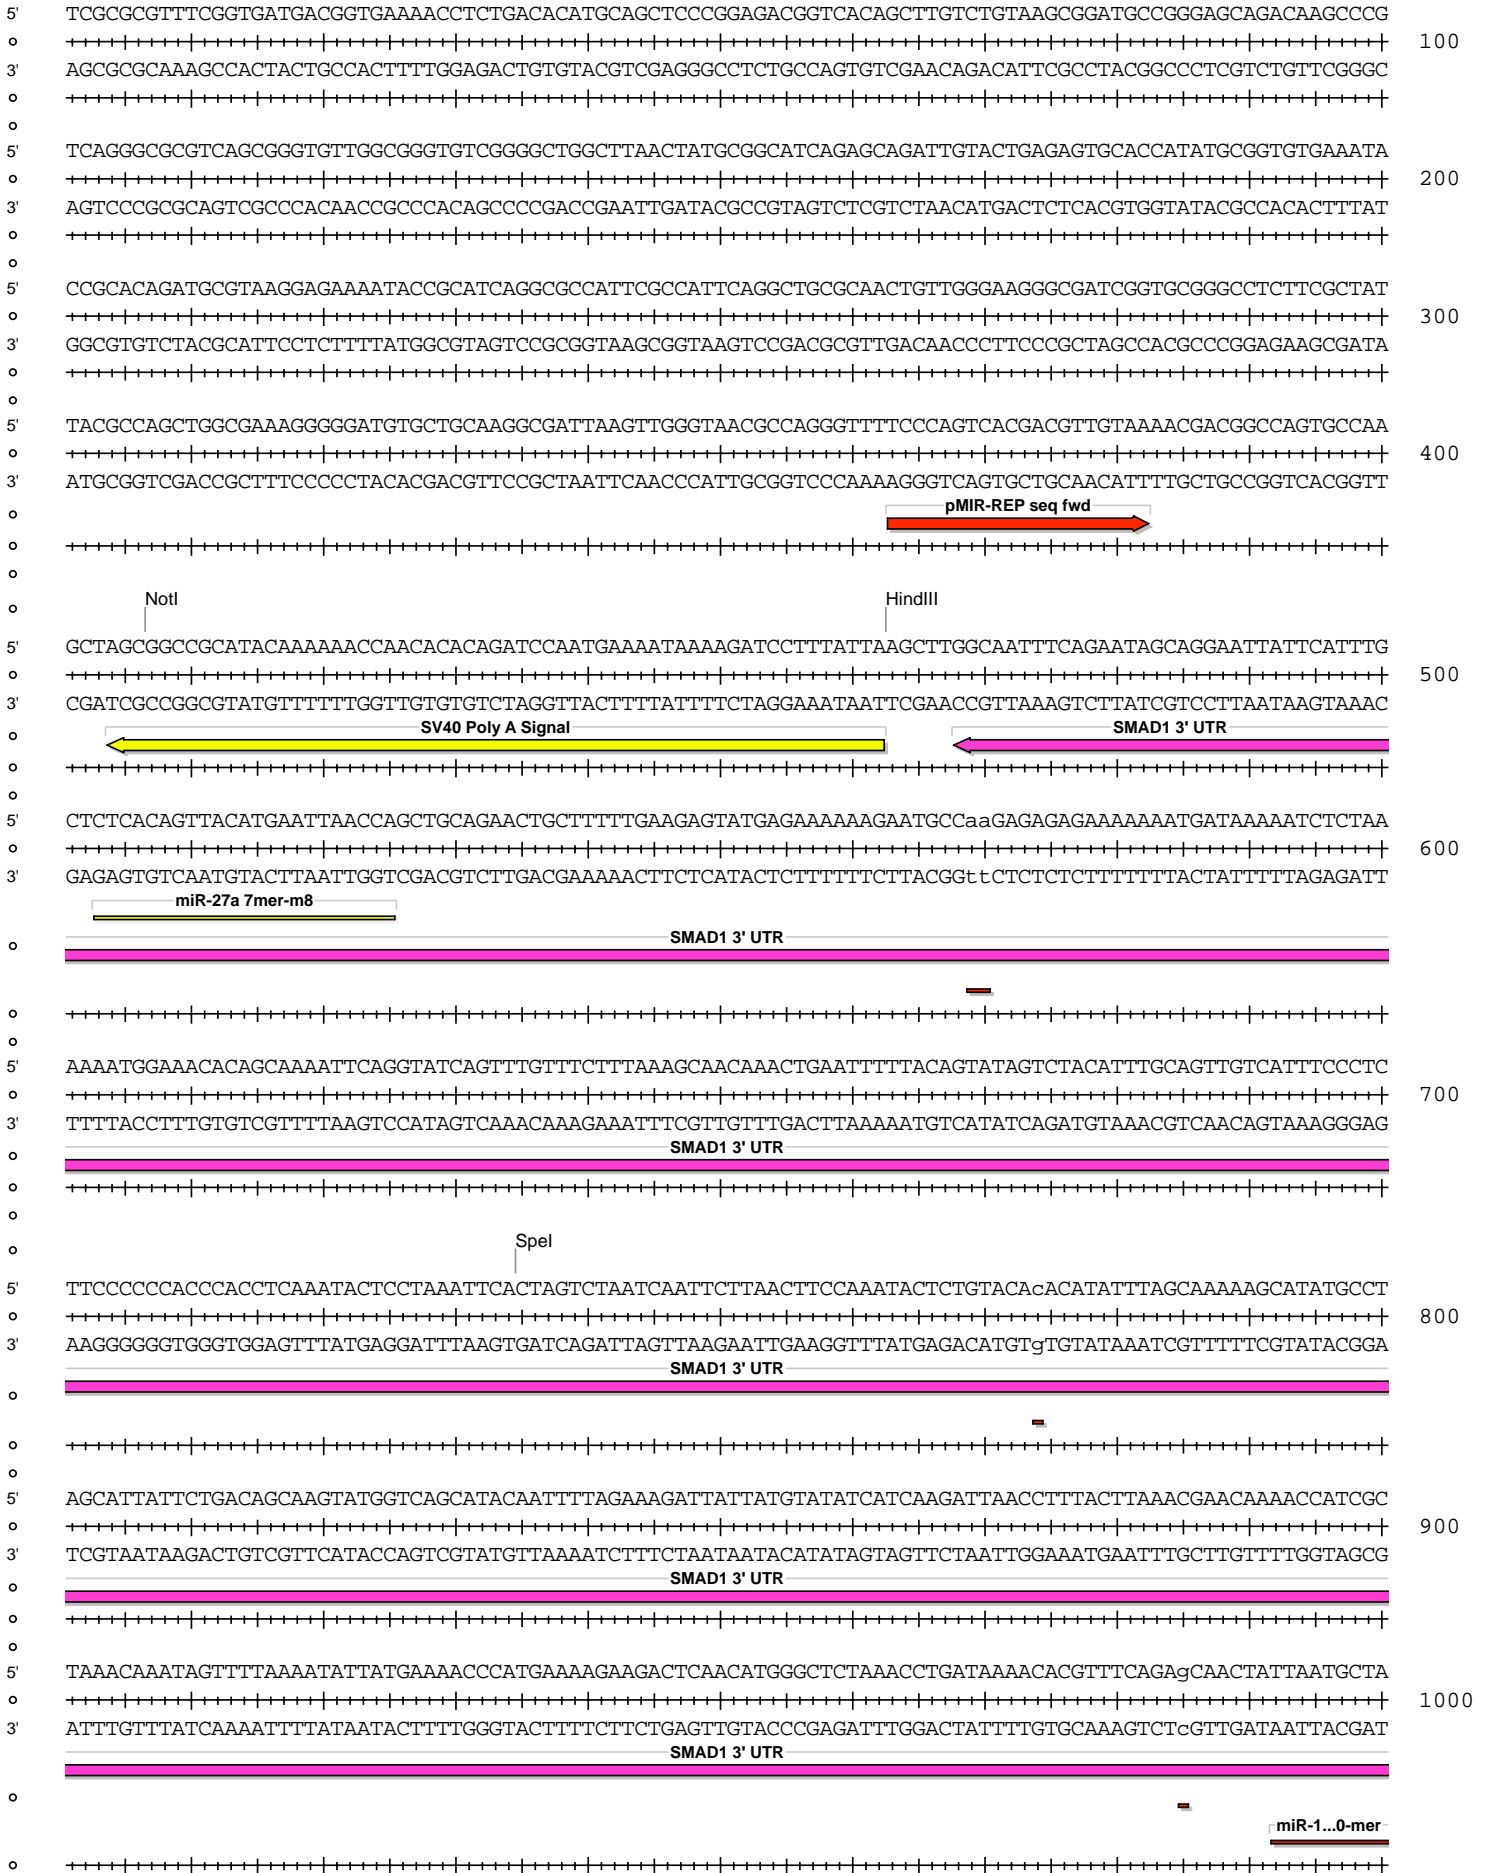 5' TCGCGCGTTTCGGTGATGACGGTGAAAACCTCTGACACATGCAGCTCCCGGAGACGGTCACAGCTTGTCTGTAAGCGGATGCCGGGAGCAGACAAGCCCG
100
3' AGCGCGCAAAGCCACTACTGCCACTTTTGGAGACTGTGTACGTCGAGGGCCTCTGCCAGTGTCGAACAGACATTCGCCTACGGCCCTCGTCTGTTCGGGC
5' TCAGGGCGCGTCAGCGGGTGTTGGCGGGTGTCGGGGCTGGCTTAACTATGCGGCATCAGAGCAGATTGTACTGAGAGTGCACCATATGCGGTGTGAAATA
200
3' AGTCCCGCGCAGTCGCCCACAACCGCCCACAGCCCCGACCGAATTGATACGCCGTAGTCTCGTCTAACATGACTCTCACGTGGTATACGCCACACTTTAT
5' CCGCACAGATGCGTAAGGAGAAAATACCGCATCAGGCGCCATTCGCCATTCAGGCTGCGCAACTGTTGGGAAGGGCGATCGGTGCGGGCCTCTTCGCTAT
300
3' GGCGTGTCTACGCATTCCTCTTTTATGGCGTAGTCCGCGGTAAGCGGTAAGTCCGACGCGTTGACAACCCTTCCCGCTAGCCACGCCCGGAGAAGCGATA
5' TACGCCAGCTGGCGAAAGGGGGATGTGCTGCAAGGCGATTAAGTTGGGTAACGCCAGGGTTTTCCCAGTCACGACGTTGTAAAACGACGGCCAGTGCCAA
400
3' ATGCGGTCGACCGCTTTCCCCCTACACGACGTTCCGCTAATTCAACCCATTGCGGTCCCAAAAGGGTCAGTGCTGCAACATTTTGCTGCCGGTCACGGTT
pMIR-REP seq fwd
NotI HindIII
5' GCTAGCGGCCGCATACAAAAAACCAACACACAGATCCAATGAAAATAAAAGATCCTTTATTAAGCTTGGCAATTTCAGAATAGCAGGAATTATTCATTTG
500
3' CGATCGCCGGCGTATGTTTTTTGGTTGTGTGTCTAGGTTACTTTTATTTTCTAGGAAATAATTCGAACCGTTAAAGTCTTATCGTCCTTAATAAGTAAAC
SV40 Poly A Signal SMAD1 3' UTR
5' CTCTCACAGTTACATGAATTAACCAGCTGCAGAACTGCTTTTTGAAGAGTATGAGAAAAAAGAATGCCaaGAGAGAGAAAAAAATGATAAAAATCTCTAA
600
3' GAGAGTGTCAATGTACTTAATTGGTCGACGTCTTGACGAAAAACTTCTCATACTCTTTTTTCTTACGGttCTCTCTCTTTTTTTACTATTTTTAGAGATT
miR-27a 7mer-m8
SMAD1 3' UTR
5' AAAATGGAAACACAGCAAAATTCAGGTATCAGTTTGTTTCTTTAAAGCAACAAACTGAATTTTTACAGTATAGTCTACATTTGCAGTTGTCATTTCCCTC
700
3' TTTTACCTTTGTGTCGTTTTAAGTCCATAGTCAAACAAAGAAATTTCGTTGTTTGACTTAAAAATGTCATATCAGATGTAAACGTCAACAGTAAAGGGAG
SMAD1 3' UTR
SpeI
5' TTCCCCCCACCCACCTCAAATACTCCTAAATTCACTAGTCTAATCAATTCTTAACTTCCAAATACTCTGTACAcACATATTTAGCAAAAAGCATATGCCT
800
3' AAGGGGGGTGGGTGGAGTTTATGAGGATTTAAGTGATCAGATTAGTTAAGAATTGAAGGTTTATGAGACATGTgTGTATAAATCGTTTTTCGTATACGGA
SMAD1 3' UTR
5' AGCATTATTCTGACAGCAAGTATGGTCAGCATACAATTTTAGAAAGATTATTATGTATATCATCAAGATTAACCTTTACTTAAACGAACAAAACCATCGC
900
3' TCGTAATAAGACTGTCGTTCATACCAGTCGTATGTTAAAATCTTTCTAATAATACATATAGTAGTTCTAATTGGAAATGAATTTGCTTGTTTTGGTAGCG
SMAD1 3' UTR
5' TAAACAAATAGTTTTAAAATATTATGAAAACCCATGAAAAGAAGACTCAACATGGGCTCTAAACCTGATAAAACACGTTTCAGAgCAACTATTAATGCTA
1000
3' ATTTGTTTATCAAAATTTTATAATACTTTTGGGTACTTTTCTTCTGAGTTGTACCCGAGATTTGGACTATTTTGTGCAAAGTCTcGTTGATAATTACGAT
SMAD1 3' UTR
miR-1...0-mer